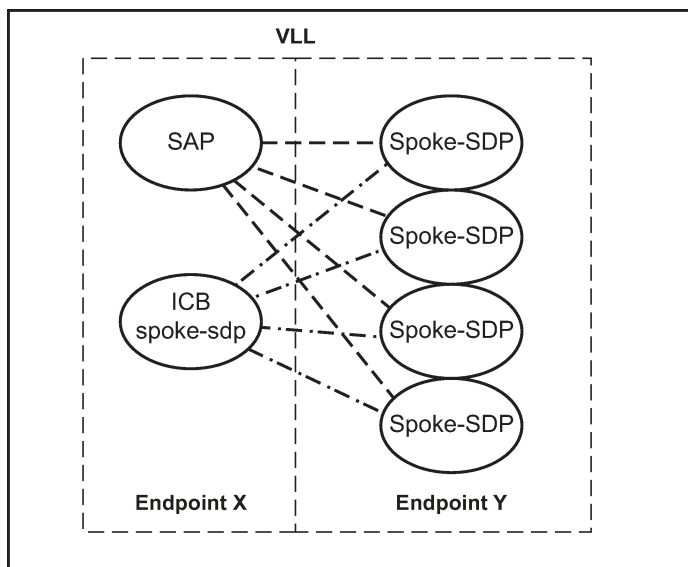 VLL
SAP
ICB
spoke-sdp
Spoke-SDP
Spoke-SDP
Spoke-SDP
Spoke-SDP
Endpoint X
Endpoint Y